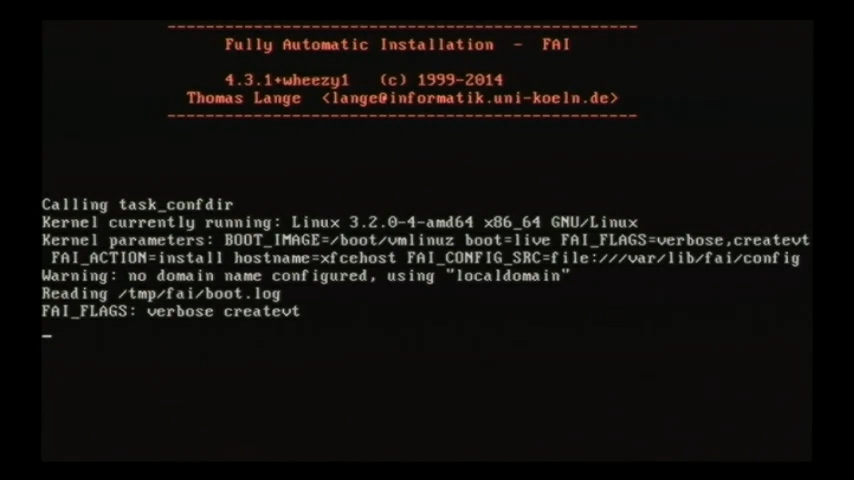 -------------------------------------------------
Fully Automatic Installation - FAI
4.3.1+wheezy1 (c) 1999-2014
Thomas Lange <lange@informatik.uni-koeln.de>
-------------------------------------------------
Calling task_confdir
Kernel currently running: Linux 3.2.0-4-amd64 x86_64 GNU/Linux
Kernel parameters: BOOT_IMAGE=/boot/vmlinuz boot=live FAI_FLAGS=verbose,createvt
FAI_ACTION=install hostname=xfcehost FAI_CONFIG_SRC=file:///var/lib/fai/config
Warning: no domain name configured, using "localdomain"
Reading /tmp/fai/boot.log
FAI_FLAGS: verbose createvt
_